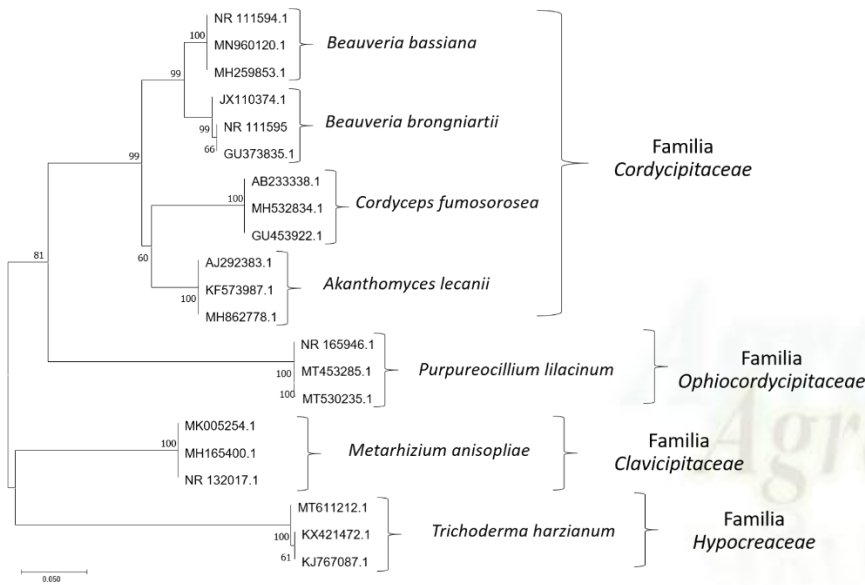 NR 111594.1
100
MN960120.1
Beauveria bassiana
MH259853.1
99
JX110374.1
99
NR 111595
Beauveria brongniartii
66
GU373835.1
Familia
Cordycipitaceae
99
AB233338.1
100
MH532834.1
Cordyceps fumosorosea
GU453922.1
60
AJ292383.1
KF573987.1
Akanthomyces lecanii
100
MH862778.1
81
NR 165946.1
100
MT453285.1
Purpureocillium lilacinum
100
MT530235.1
Familia
Ophiocordycipitaceae
MK005254.1
100
MH165400.1
Metarhizium anisopliae
NR 132017.1
Familia
Clavicipitaceae
MT611212.1
100
KX421472.1
Trichoderma harzianum
61
KJ767087.1
Familia
Hypocreaceae
0.050